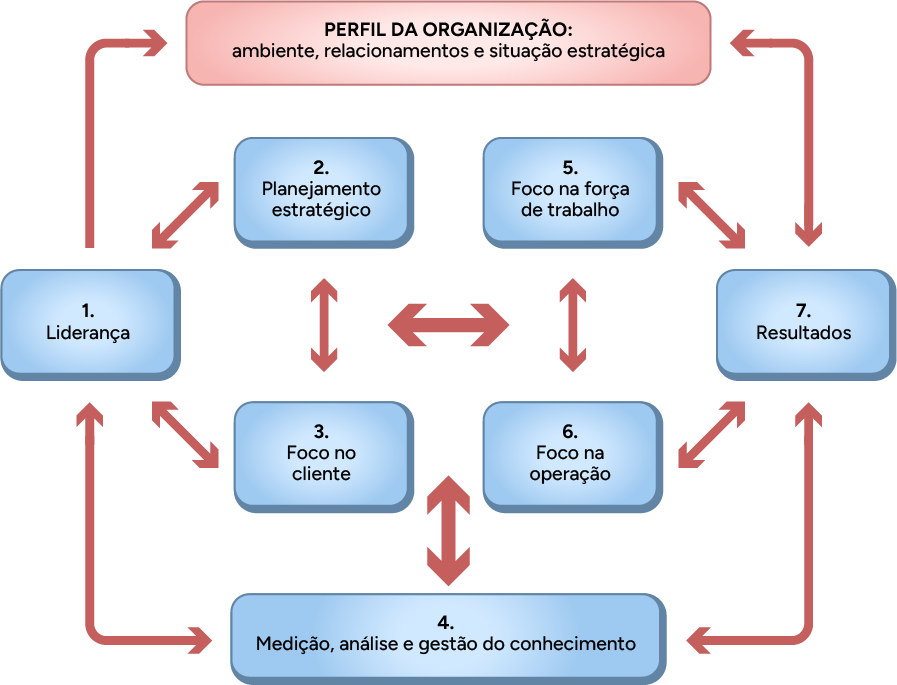 PERFIL DA ORGANIZAÇÃO:
ambiente, relacionamentos e situação estratégica
2.
Planejamento
estratégico
5.
Foco na força
de trabalho
1.
Liderança
7.
Resultados
3.
Foco no
cliente
6.
Foco na
operação
4.
Medição, análise e gestão do conhecimento